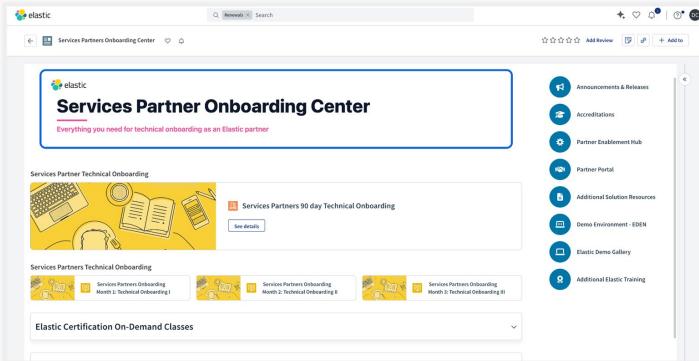 elastic
Renewals × Search
DC
Services Partners Onboarding Center
Add Review
+ Add to
elastic
Services Partner Onboarding Center
Everything you need for technical onboarding as an Elastic partner
Services Partner Technical Onboarding
Services Partners 90 day Technical Onboarding
See details
Services Partners Technical Onboarding
Services Partners Onboarding
Month 1: Technical Onboarding I
Services Partners Onboarding
Month 2: Technical Onboarding II
Services Partners Onboarding
Month 3: Technical Onboarding III
Elastic Certification On-Demand Classes
Announcements & Releases
Accreditations
Partner Enablement Hub
Partner Portal
Additional Solution Resources
Demo Environment - EDEN
Elastic Demo Gallery
Additional Elastic Training